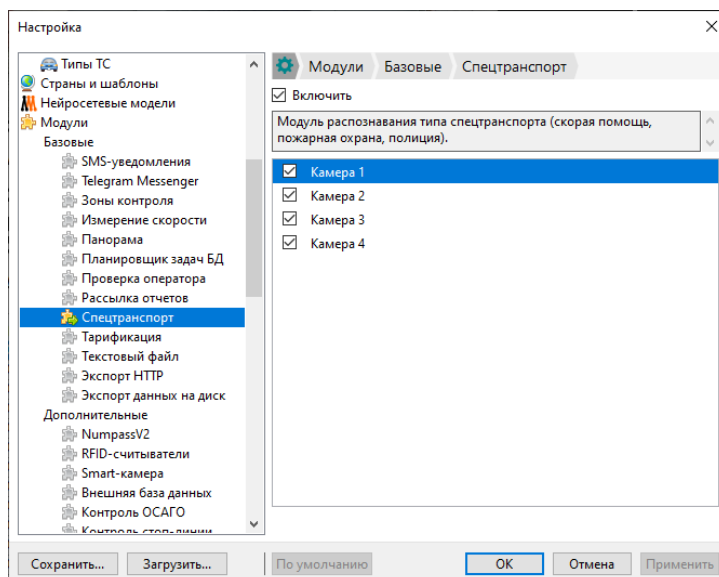 Настройка
Типы ТС
Страны и шаблоны
Нейросетевые модели
Модули
Базовые
SMS-уведомления
Telegram Messenger
Зоны контроля
Измерение скорости
Панорама
Планировщик задач БД
Проверка оператора
Рассылка отчетов
Спецтранспорт
Тарификация
Текстовый файл
Экспорт HTTP
Экспорт данных на диск
Дополнительные
NumpassV2
RFID-считыватели
Smart-камера
Внешняя база данных
Контроль ОСАГО
Контроль стоп-линии
Модули Базовые Спецтранспорт
Включить
Модуль распознавания типа спецтранспорта (скорая помощь,
пожарная охрана, полиция).
Камера 1
Камера 2
Камера 3
Камера 4
Сохранить... Загрузить... По умолчанию OK Отмена Применить